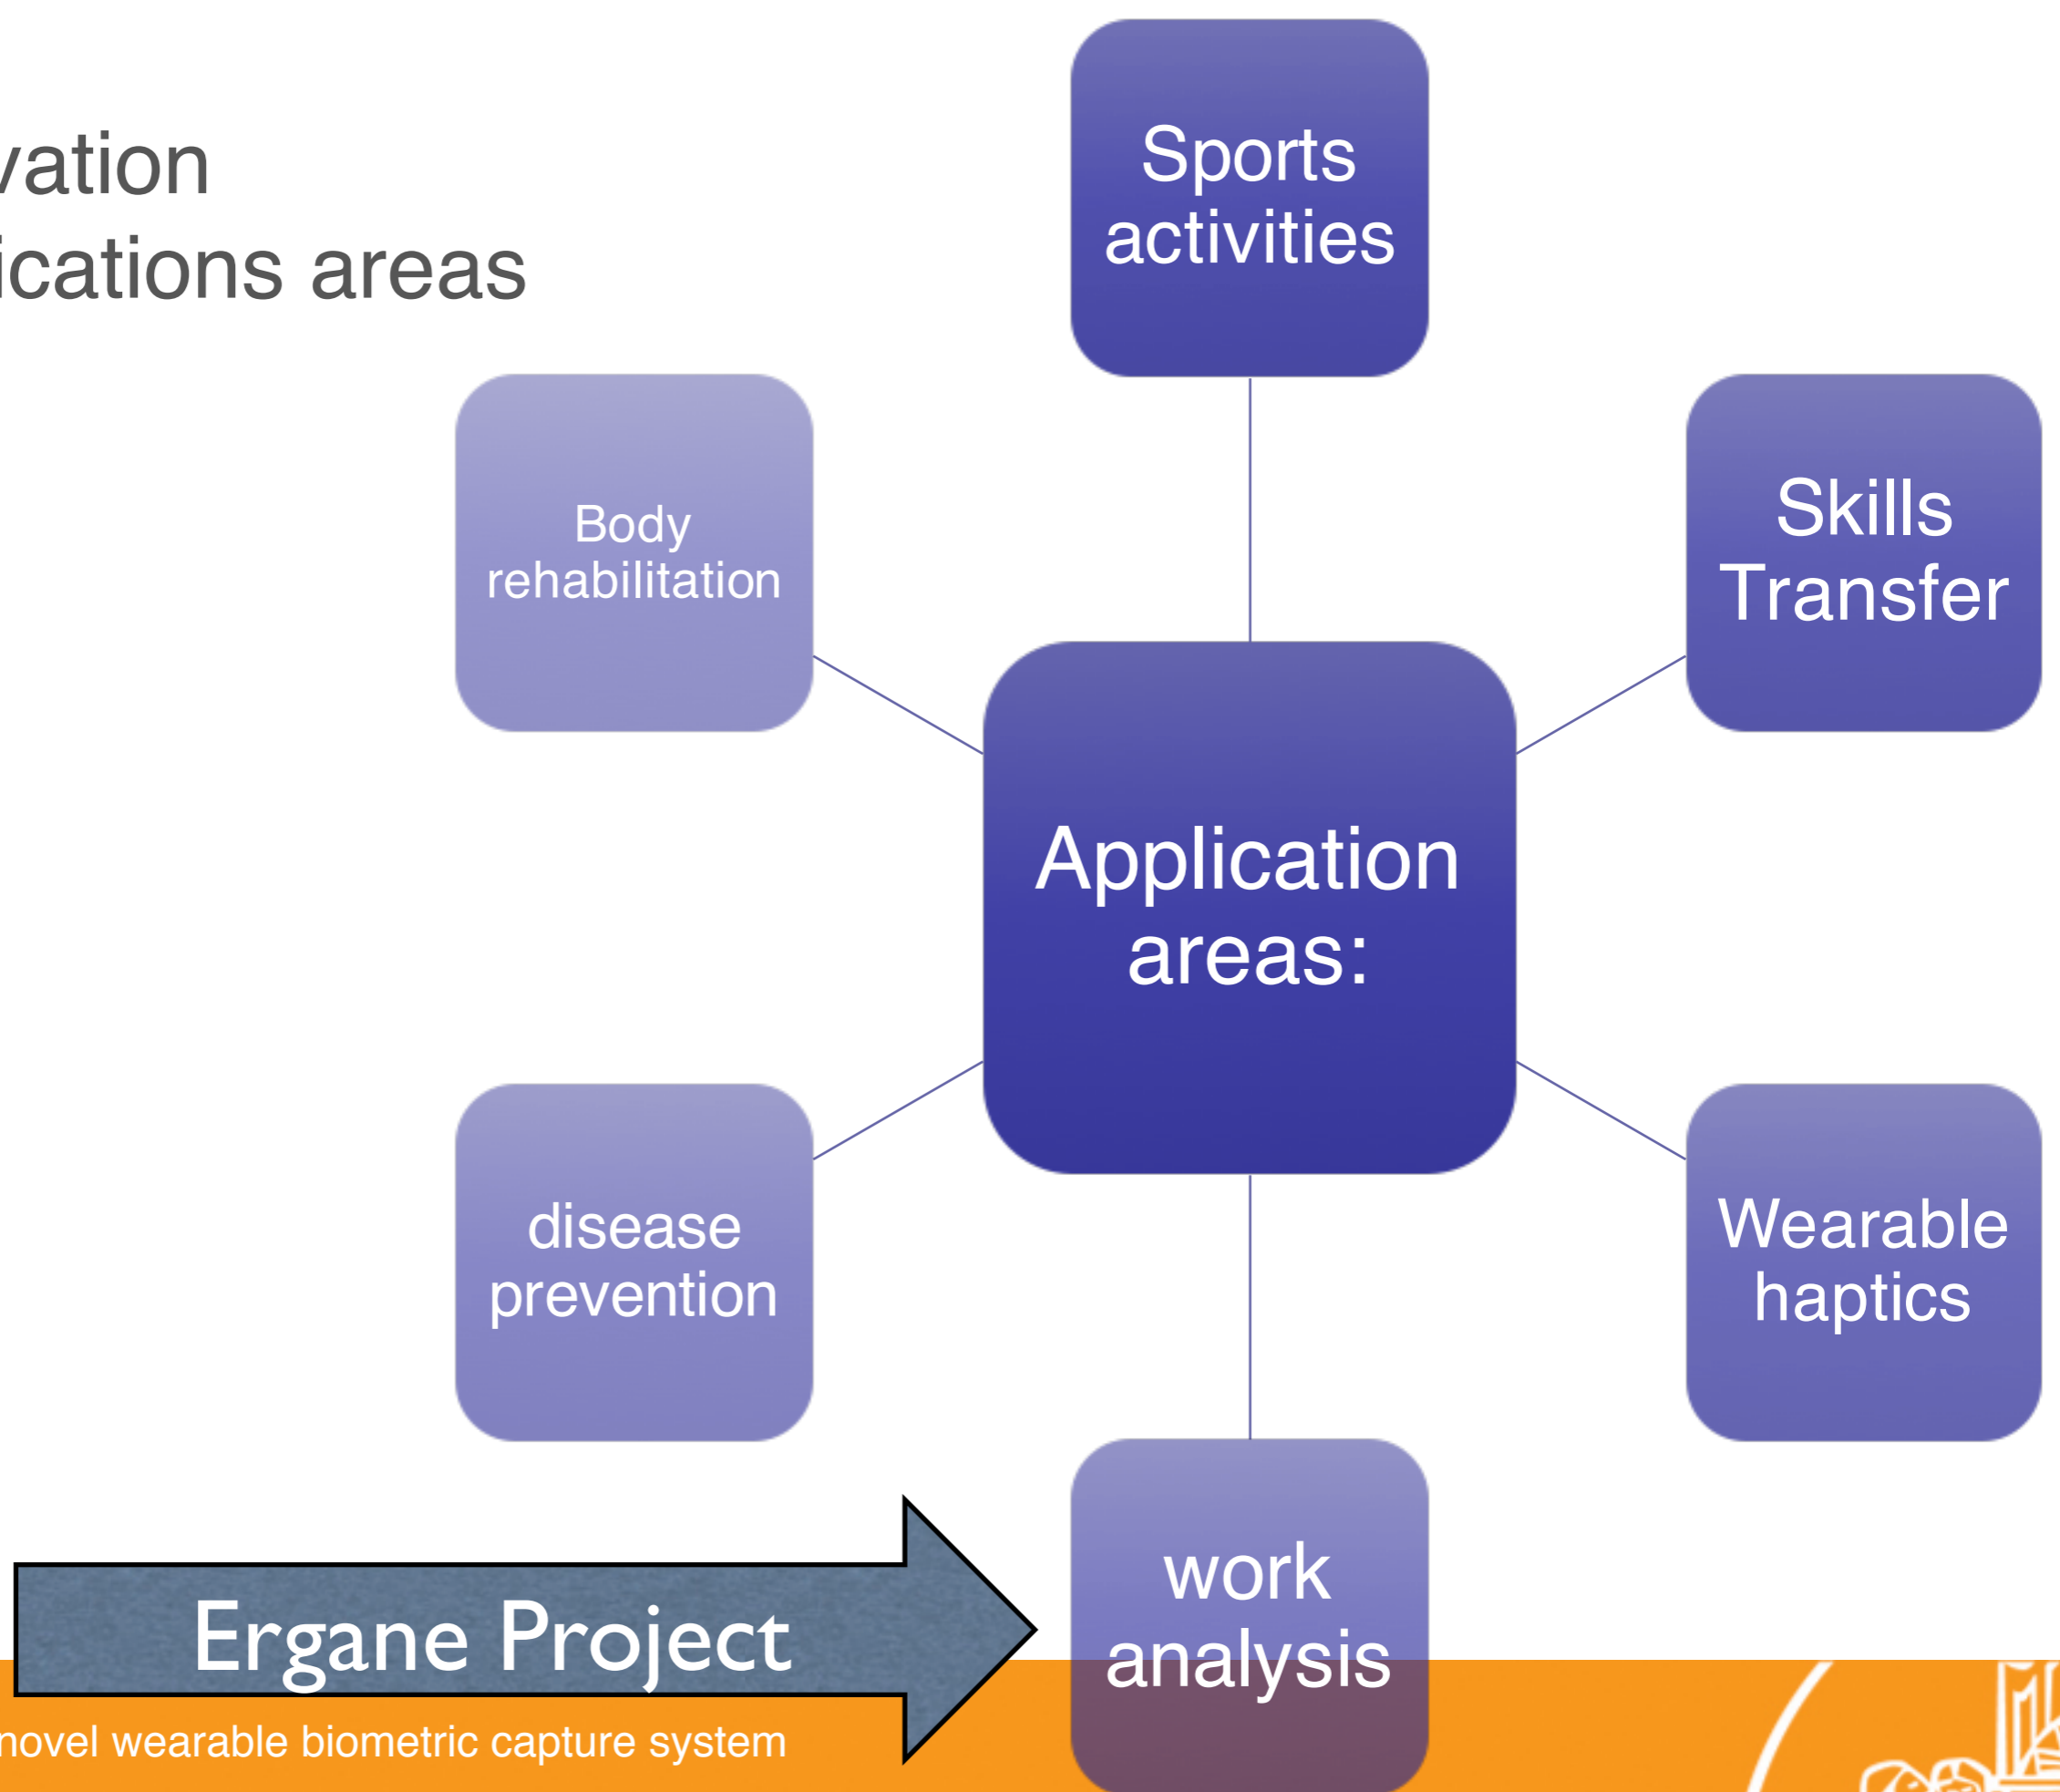 vation
ications areas
Sports
activities
Body
rehabilitation
Skills
Transfer
Application
areas:
disease
prevention
Wearable
haptics
work
analysis
Ergane Project
novel wearable biometric capture system